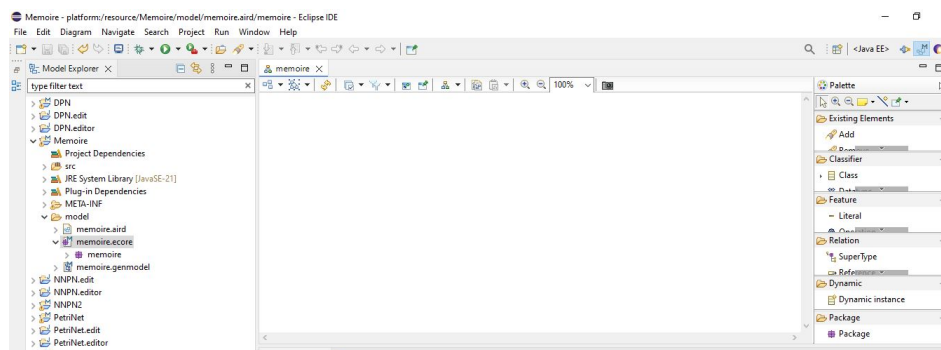 Memoire - platform:/resource/Memoire/model/memoire.aird/memoire - Eclipse IDE
File Edit Diagram Navigate Search Project Run Window Help
<Java EE>
Model Explorer
memoire
type filter text
100%
Palette
DPN
DPN.edit
DPN.editor
Memoire
Project Dependencies
src
JRE System Library [JavaSE-21]
Plug-in Dependencies
META-INF
model
memoire.aird
memoire.ecore
memoire
memoire.genmodel
NNPN.edit
NNPN.editor
NNPN2
PetriNet
PetriNet.edit
PetriNet.editor
Existing Elements
Add
Classifier
Class
Feature
Literal
Relation
SuperType
Dynamic
Dynamic instance
Package
Package